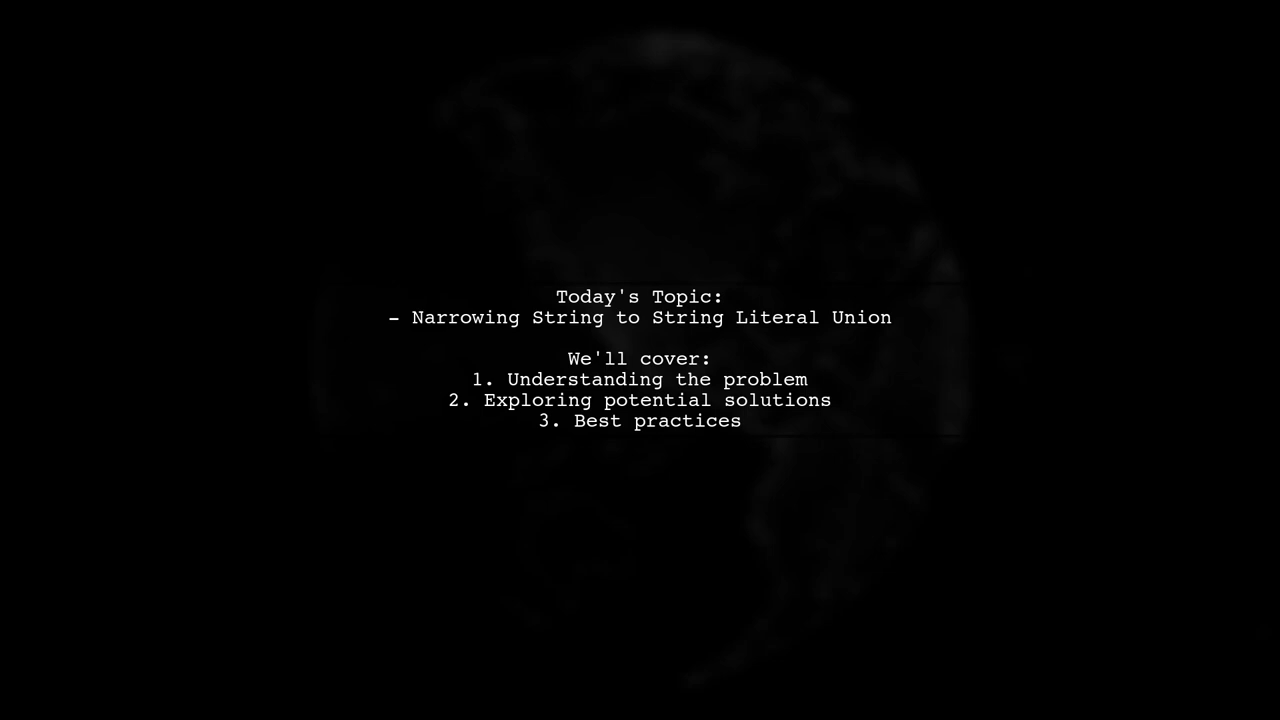 Today's Topic:
- Narrowing String to String Literal Union
We'll cover:
1. Understanding the problem
2. Exploring potential solutions
3. Best practices